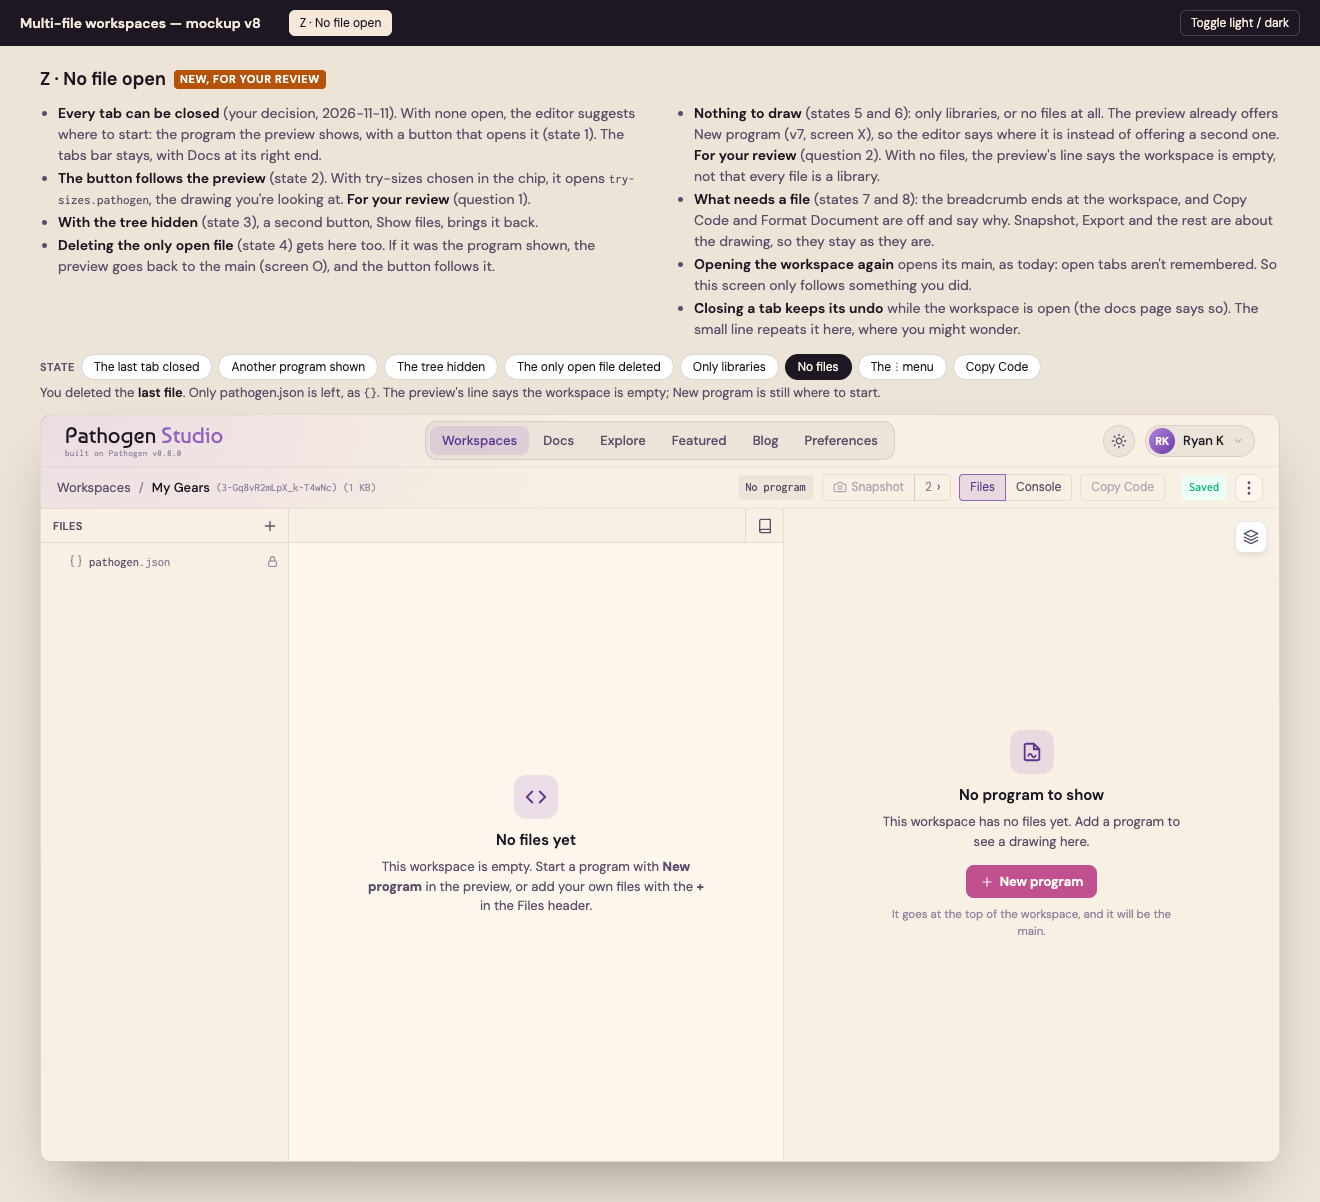 Multi-file workspaces — mockup v8
Z · No file open
Toggle light / dark
Z · No file open
NEW, FOR YOUR REVIEW
Every tab can be closed (your decision, 2026-11-11). With none open, the editor suggests
where to start: the program the preview shows, with a button that opens it (state 1). The
tabs bar stays, with Docs at its right end.
The button follows the preview (state 2). With try-sizes chosen in the chip, it opens try-
sizes.pathogen, the drawing you're looking at. For your review (question 1).
With the tree hidden (state 3), a second button, Show files, brings it back.
Deleting the only open file (state 4) gets here too. If it was the program shown, the
preview goes back to the main (screen O), and the button follows it.
Nothing to draw (states 5 and 6): only libraries, or no files at all. The preview already offers
New program (v7, screen X), so the editor says where it is instead of offering a second one.
For your review (question 2). With no files, the preview's line says the workspace is empty,
not that every file is a library.
What needs a file (states 7 and 8): the breadcrumb ends at the workspace, and Copy
Code and Format Document are off and say why. Snapshot, Export and the rest are about
the drawing, so they stay as they are.
Opening the workspace again opens its main, as today: open tabs aren't remembered. So
this screen only follows something you did.
Closing a tab keeps its undo while the workspace is open (the docs page says so). The
small line repeats it here, where you might wonder.
STATE
The last tab closed
Another program shown
The tree hidden
The only open file deleted
Only libraries
No files
The ⋮ menu
Copy Code
You deleted the last file. Only pathogen.json is left, as {}. The preview's line says the workspace is empty; New program is still where to start.
Pathogen Studio
built on Pathogen v0.8.0
Workspaces
Docs
Explore
Featured
Blog
Preferences
RK
Ryan K
Workspaces / My Gears (3-Gq8vR2mLpX_k-T4wNc) (1 KB)
No program
Snapshot
2 ›
Files
Console
Copy Code
Saved
FILES
{} pathogen.json
No files yet
This workspace is empty. Start a program with New
program in the preview, or add your own files with the +
in the Files header.
No program to show
This workspace has no files yet. Add a program to
see a drawing here.
+ New program
It goes at the top of the workspace, and it will be the
main.